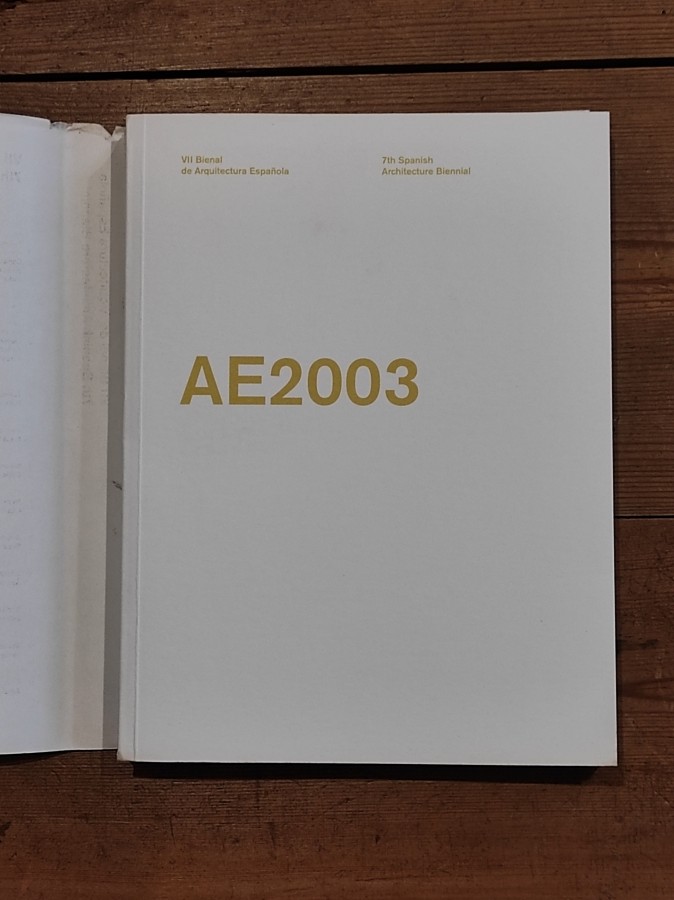 VII Bienal
de Arquitectura Española
7th Spanish
Architecture Biennial
AE2003